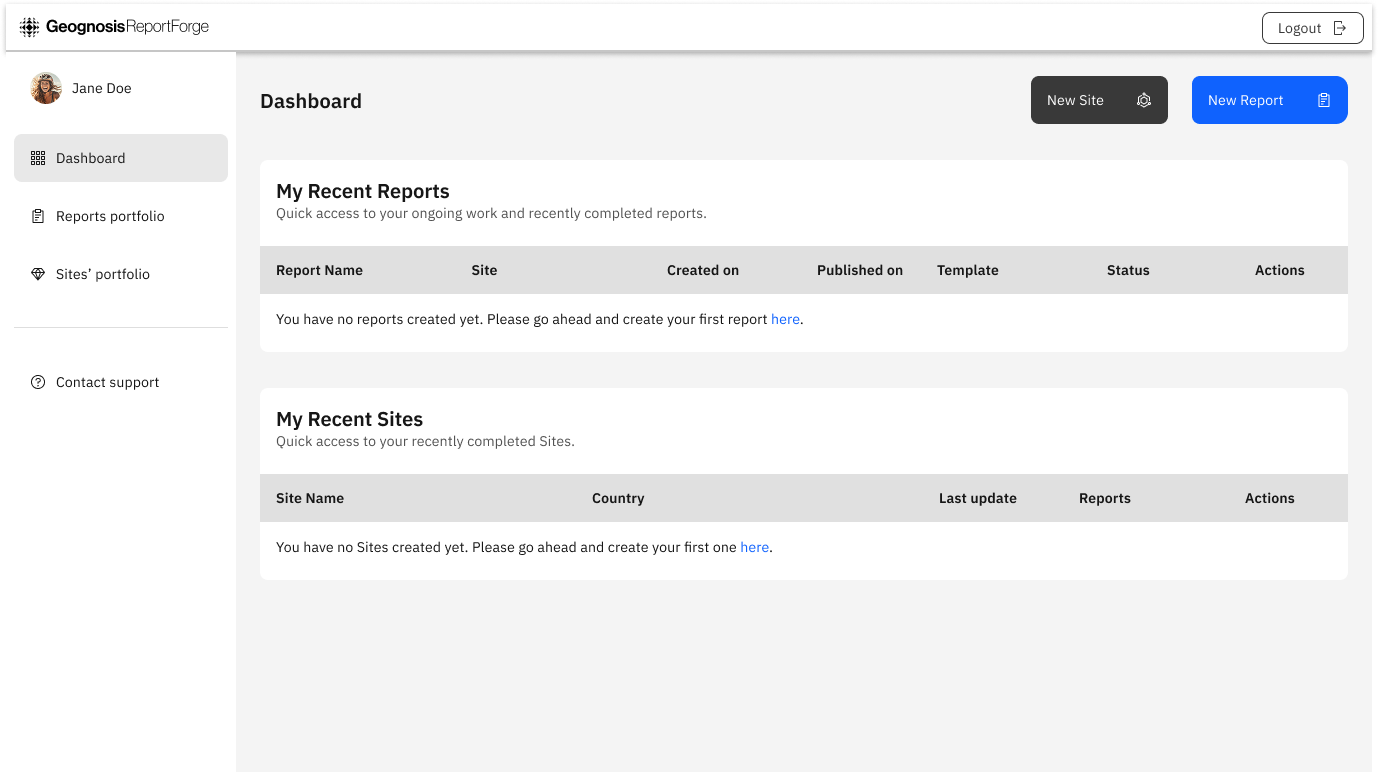 GeognosisReportForge
Logout
Jane Doe
Dashboard
Reports portfolio
Sites’ portfolio
Contact support
Dashboard
New Site
New Report
My Recent Reports
Quick access to your ongoing work and recently completed reports.
Report Name Site Created on Published on Template Status Actions
You have no reports created yet. Please go ahead and create your first report here.
My Recent Sites
Quick access to your recently completed Sites.
Site Name Country Last update Reports Actions
You have no Sites created yet. Please go ahead and create your first one here.